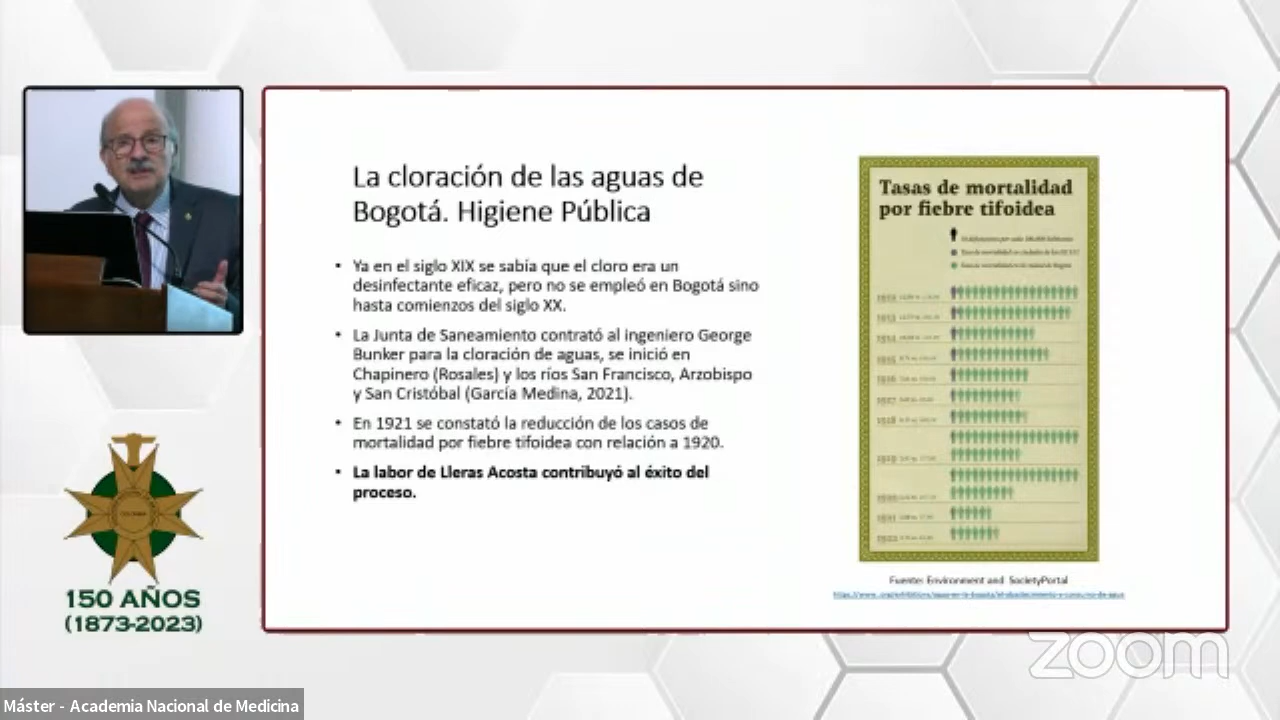 La cloración de las aguas de
Bogotá. Higiene Pública
• Ya en el siglo XIX se sabía que el cloro era un
desinfectante eficaz, pero no se empleó en Bogotá sino
hasta comienzos del siglo XX.
• La Junta de Saneamiento contrató al ingeniero George
Bunker para la cloración de aguas, se inició en
Chapinero (Rosales) y los ríos San Francisco, Arzobispo
y San Cristóbal (García Medina, 2021).
• En 1921 se constató la reducción de los casos de
mortalidad por fiebre tifoidea con relación a 1920.
• La labor de Lleras Acosta contribuyó al éxito del
proceso.
Tasas de mortalidad
por fiebre tifoidea
1914
1915
1918
Fuente: Environment and SocietyPortal
150 AÑOS
(1873-2023)
zoom
Máster - Academia Nacional de Medicina